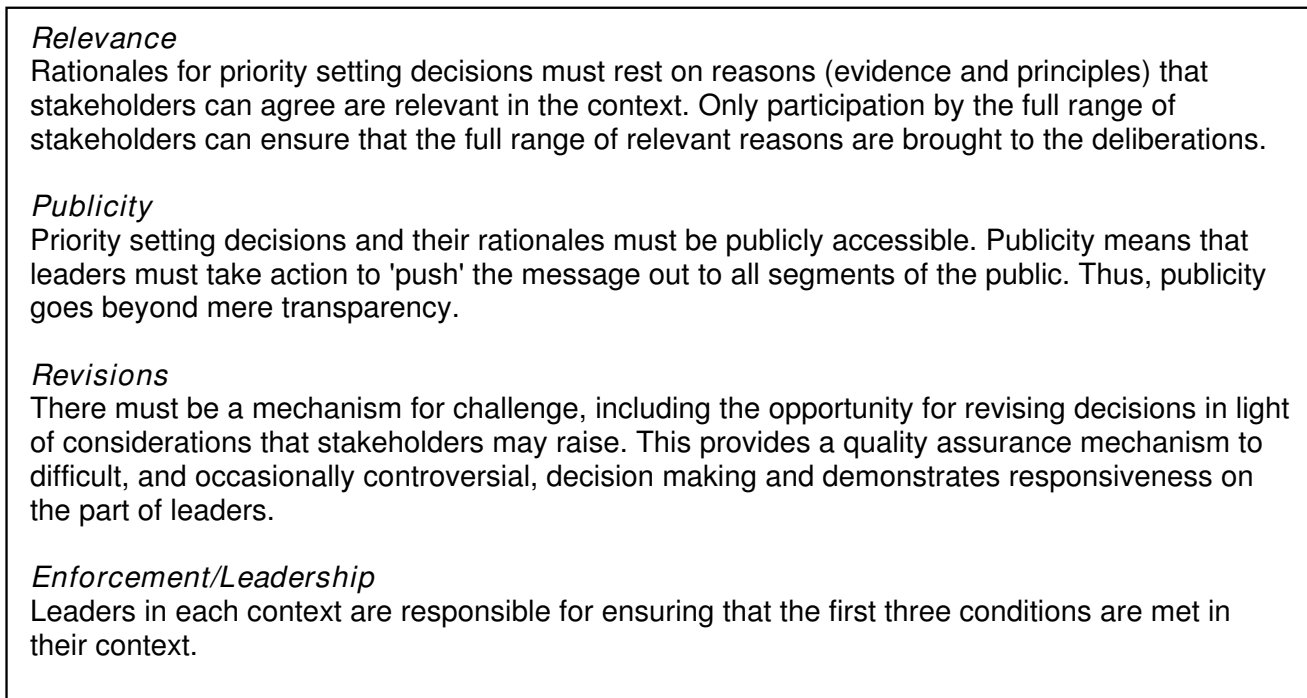 Relevance
Rationales for priority setting decisions must rest on reasons (evidence and principles) that
stakeholders can agree are relevant in the context. Only participation by the full range of
stakeholders can ensure that the full range of relevant reasons are brought to the deliberations.
Publicity
Priority setting decisions and their rationales must be publicly accessible. Publicity means that
leaders must take action to 'push' the message out to all segments of the public. Thus, publicity
goes beyond mere transparency.
Revisions
There must be a mechanism for challenge, including the opportunity for revising decisions in light
of considerations that stakeholders may raise. This provides a quality assurance mechanism to
difficult, and occasionally controversial, decision making and demonstrates responsiveness on
the part of leaders.
Enforcement/Leadership
Leaders in each context are responsible for ensuring that the first three conditions are met in
their context.